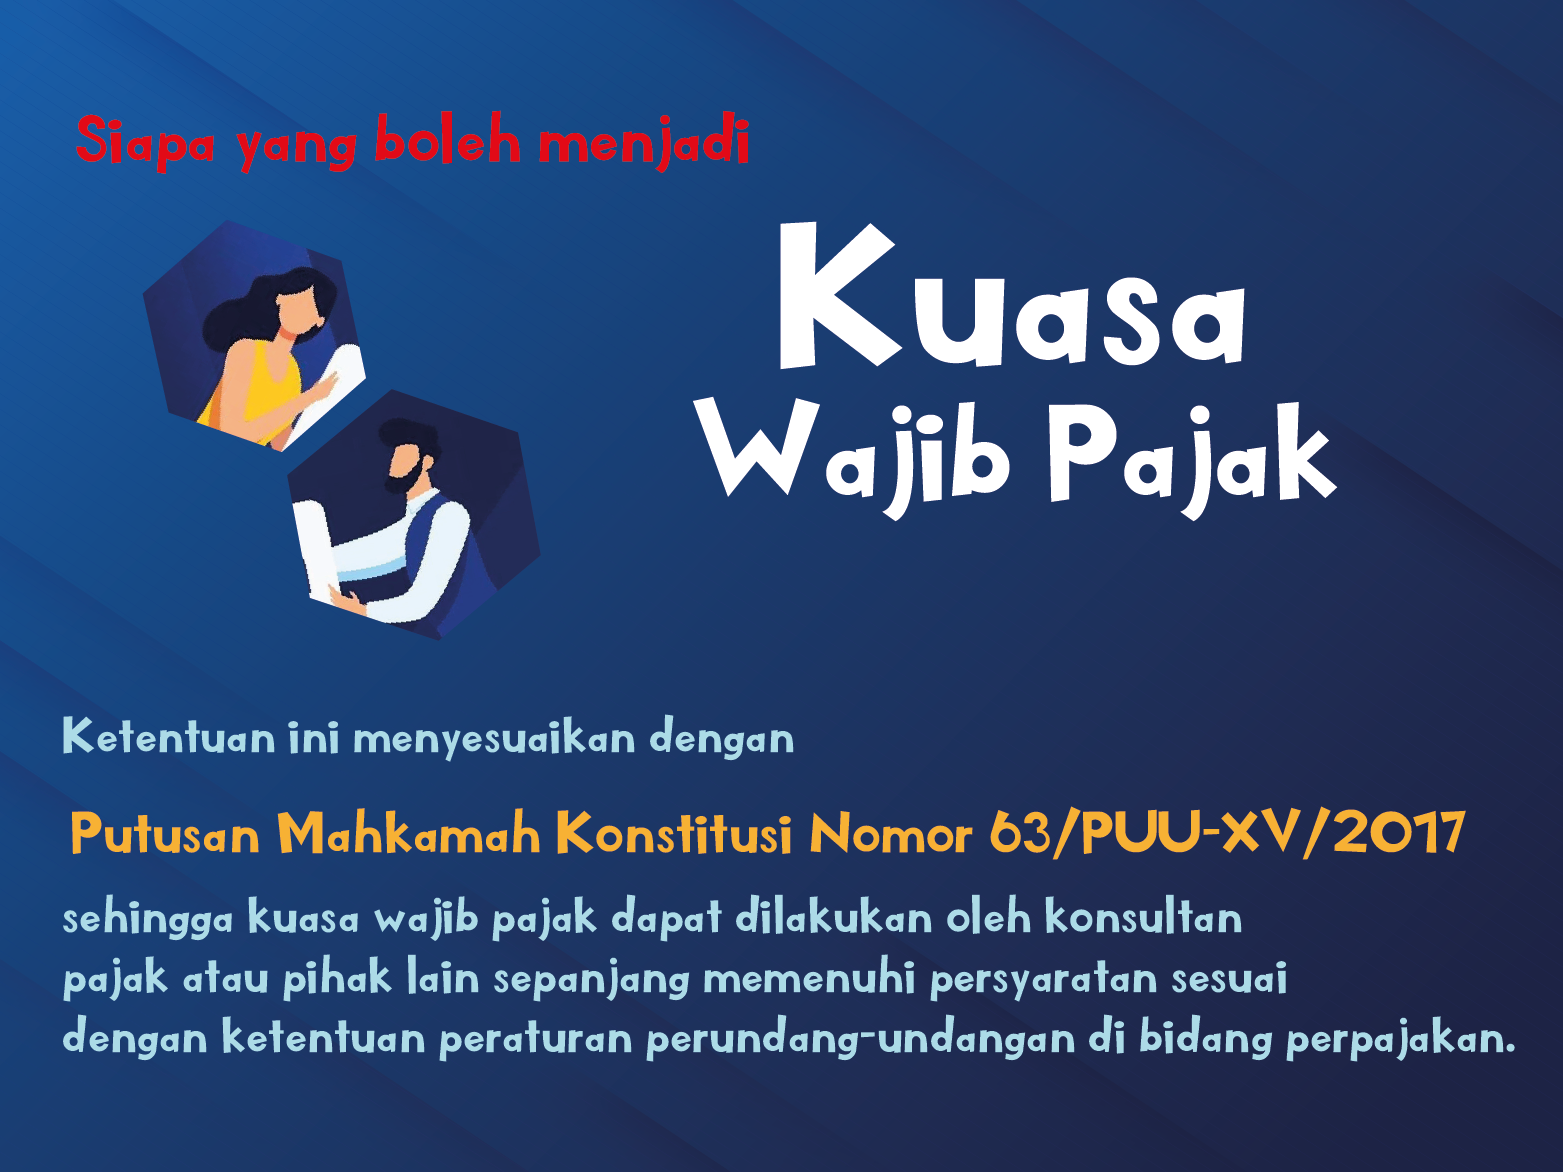 Siapa yang boleh menjadi
Kuasa
Wajib Pajak
Ketentuan ini menyesuaikan dengan
Putusan Mahkamah Konstitusi Nomor 63/PUU-XV/2017
sehingga kuasa wajib pajak dapat dilakukan oleh konsultan
pajak atau pihak lain sepanjang memenuhi persyaratan sesuai
dengan ketentuan peraturan perundang-undangan di bidang perpajakan.